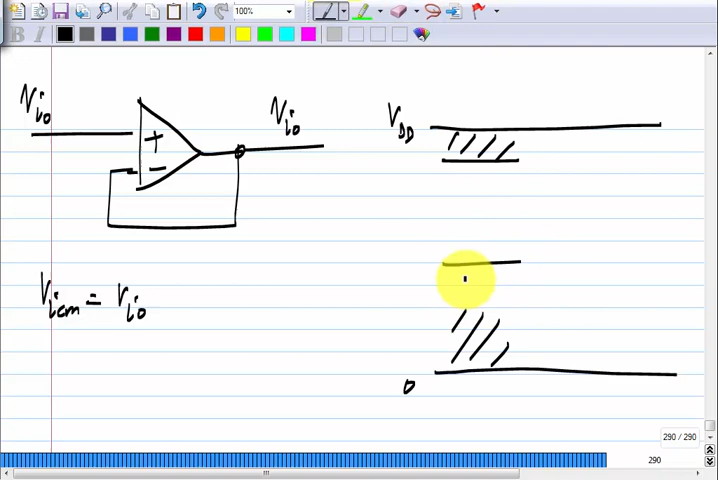 100%
B I
V_io
V_io
V_DD
+
−
V_icm = V_io
0
290 / 290
290